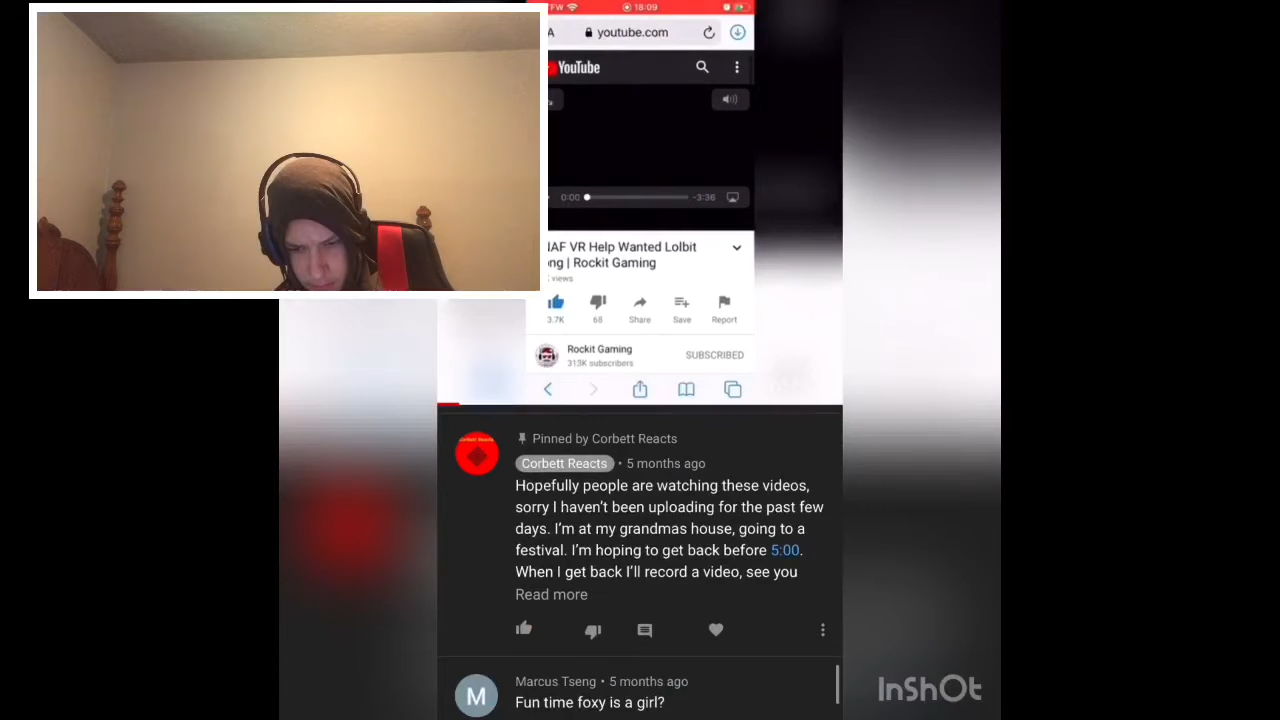 TFW 18:09
A youtube.com
YouTube
0:00 -3:36
NAF VR Help Wanted Lolbit
ong | Rockit Gaming
views
3.7K 68 Share Save Report
Rockit Gaming SUBSCRIBED
313K subscribers
Pinned by Corbett Reacts
Corbett Reacts • 5 months ago
Hopefully people are watching these videos,
sorry I haven't been uploading for the past few
days. I'm at my grandmas house, going to a
festival. I'm hoping to get back before 5:00.
When I get back I'll record a video, see you
Read more
M Marcus Tseng • 5 months ago
Fun time foxy is a girl?
InShOt